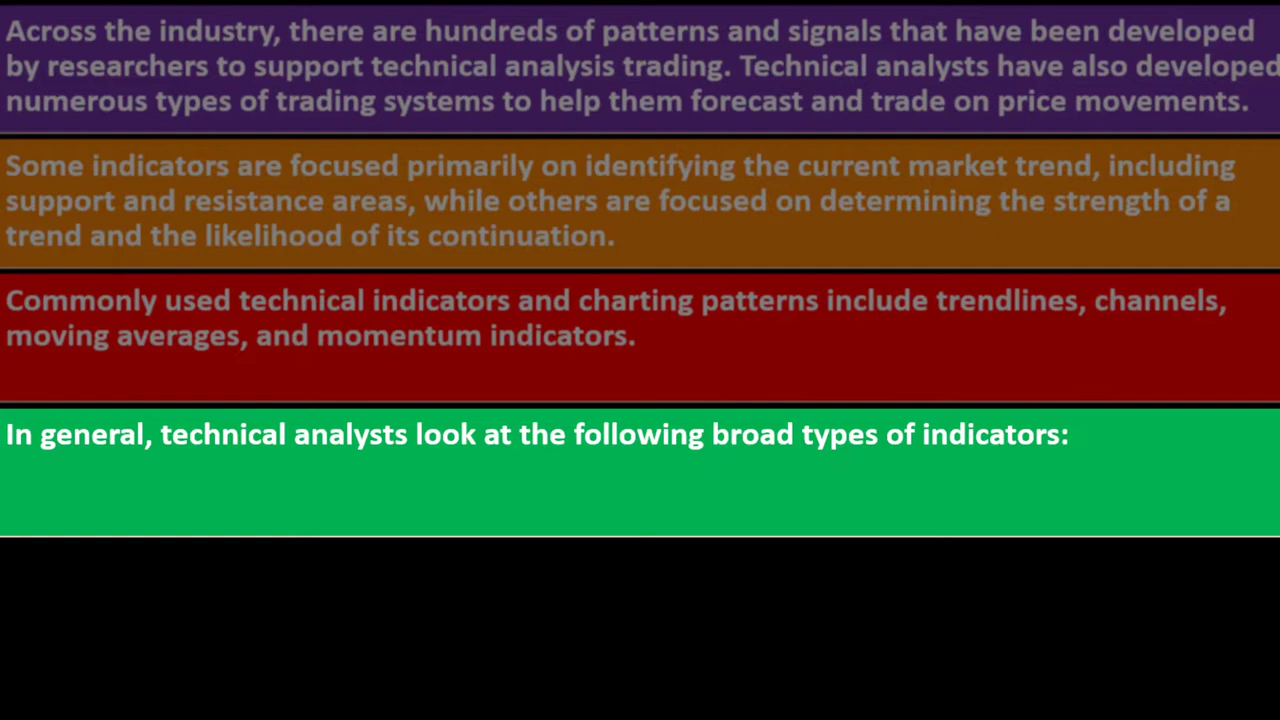 Across the industry, there are hundreds of patterns and signals that have been developed
by researchers to support technical analysis trading. Technical analysts have also developed
numerous types of trading systems to help them forecast and trade on price movements.
Some indicators are focused primarily on identifying the current market trend, including
support and resistance areas, while others are focused on determining the strength of a
trend and the likelihood of its continuation.
Commonly used technical indicators and charting patterns include trendlines, channels,
moving averages, and momentum indicators.
In general, technical analysts look at the following broad types of indicators: